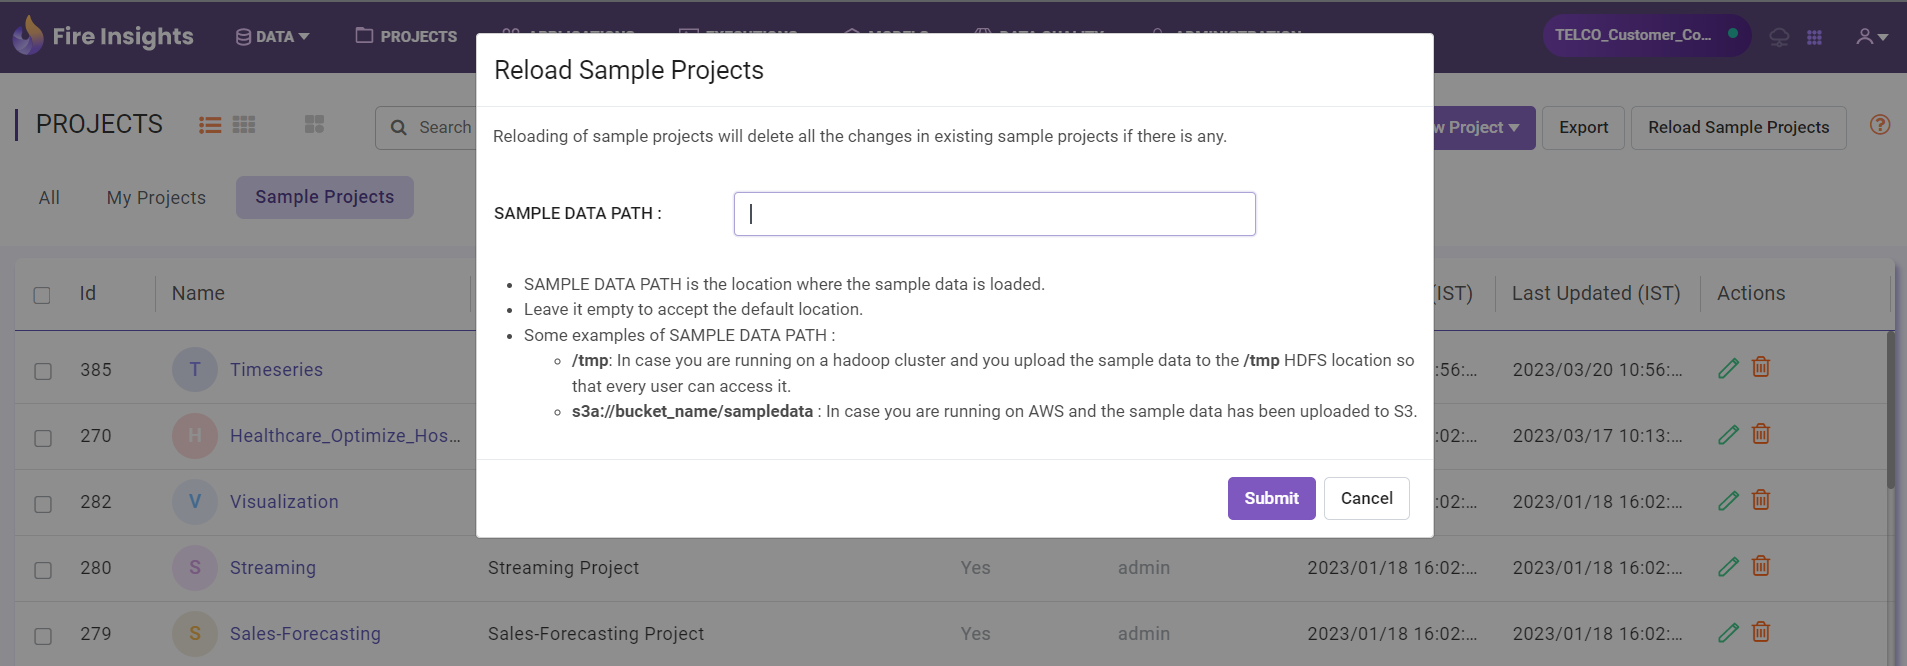 Fire Insights
DATA
PROJECTS
TELCO_Customer_Co...
Reload Sample Projects
PROJECTS
Search
w Project
Export
Reload Sample Projects
?
Reloading of sample projects will delete all the changes in existing sample projects if there is any.
All
My Projects
Sample Projects
SAMPLE DATA PATH :
SAMPLE DATA PATH is the location where the sample data is loaded.
Leave it empty to accept the default location.
Some examples of SAMPLE DATA PATH :
/tmp: In case you are running on a hadoop cluster and you upload the sample data to the /tmp HDFS location so
that every user can access it.
s3a://bucket_name/sampledata : In case you are running on AWS and the sample data has been uploaded to S3.
Submit
Cancel
Id Name (IST) Last Updated (IST) Actions
385 T Timeseries :56:... 2023/03/20 10:56:...
270 H Healthcare_Optimize_Hos... :02:... 2023/03/17 10:13:...
282 V Visualization :02:... 2023/01/18 16:02:...
280 S Streaming Streaming Project Yes admin 2023/01/18 16:02:... 2023/01/18 16:02:...
279 S Sales-Forecasting Sales-Forecasting Project Yes admin 2023/01/18 16:02:... 2023/01/18 16:02:...